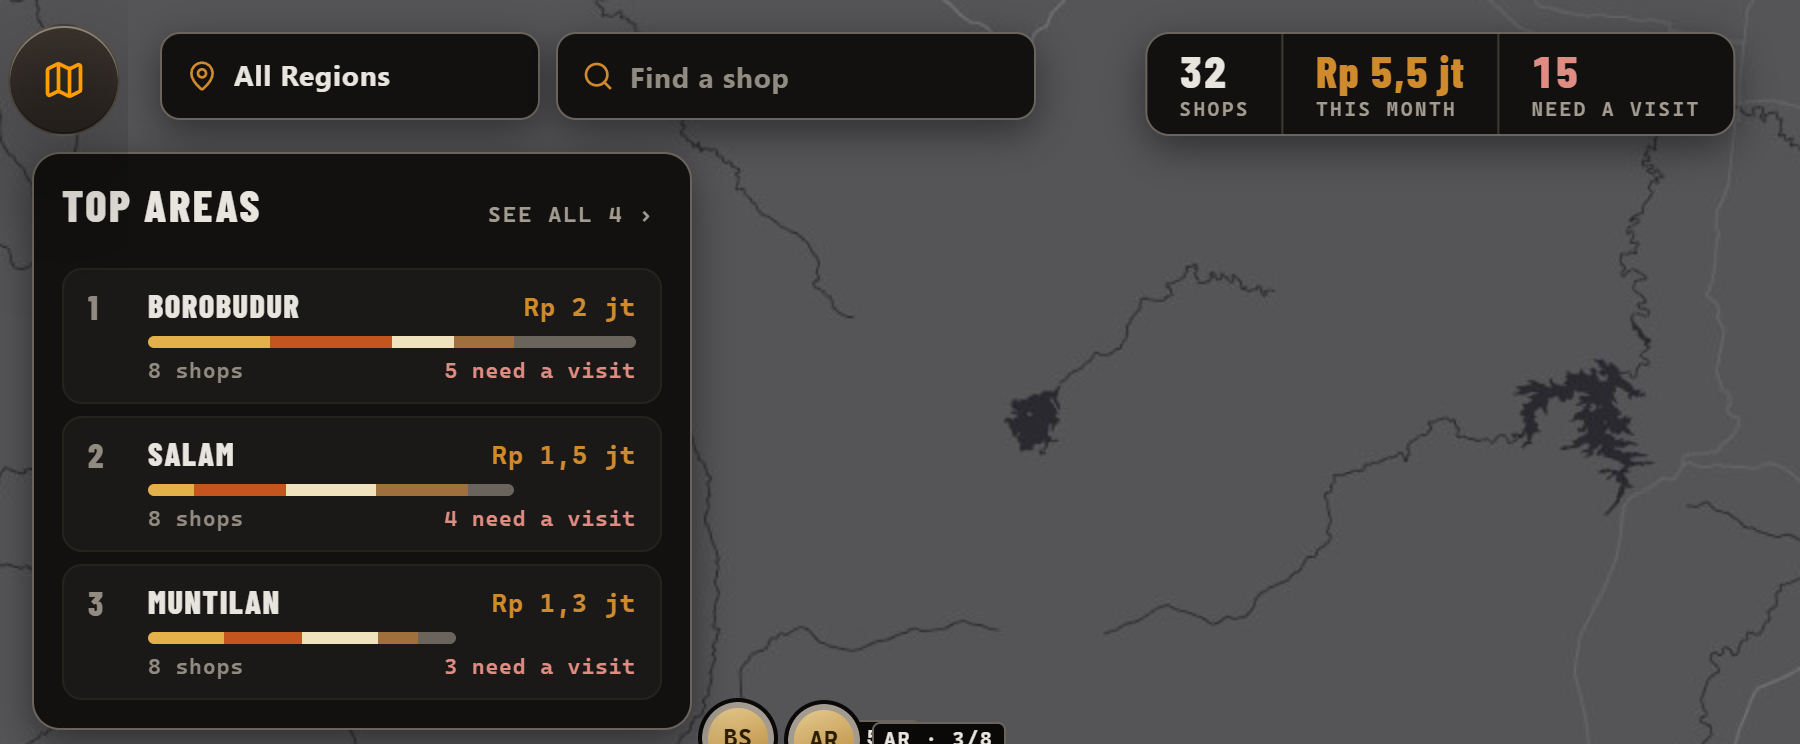 All Regions
Find a shop
32
SHOPS
Rp 5,5 jt
THIS MONTH
15
NEED A VISIT
TOP AREAS
SEE ALL 4 ›
1 BOROBUDUR Rp 2 jt
8 shops 5 need a visit
2 SALAM Rp 1,5 jt
8 shops 4 need a visit
3 MUNTILAN Rp 1,3 jt
8 shops 3 need a visit
BS AR AR · 3/8